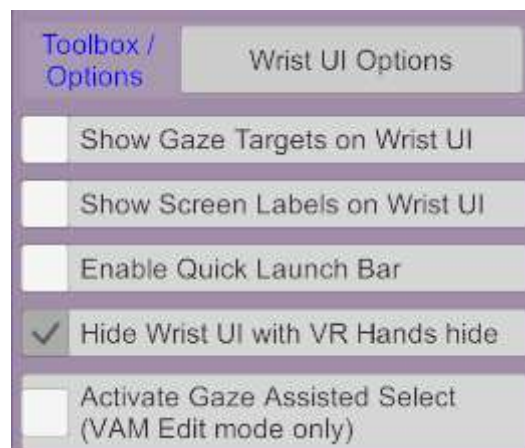 Toolbox /
Options
Wrist UI Options
Show Gaze Targets on Wrist UI
Show Screen Labels on Wrist UI
Enable Quick Launch Bar
Hide Wrist UI with VR Hands hide
Activate Gaze Assisted Select
(VAM Edit mode only)